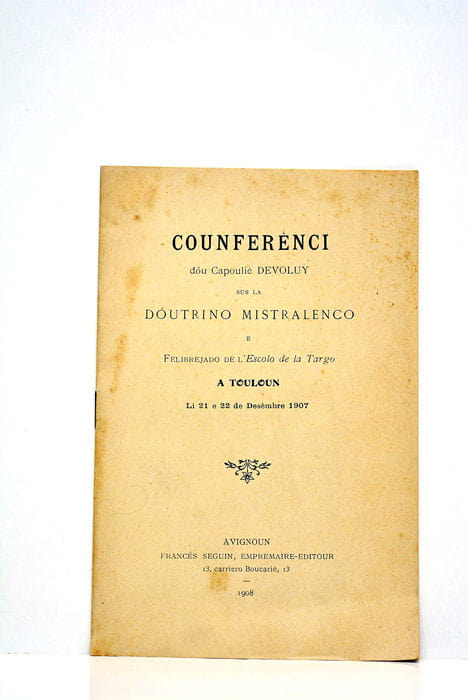 COUNFERÈNCI
dóu Capoulié DEVOLUY
SUS LA
DÓUTRINO MISTRALENCO
E
FELIBREJADO DE L'Escolo de la Targo
A TOULOUN
Li 21 e 22 de Desèmbre 1907
AVIGNOUN
FRANCÉS SEGUIN, EMPREMAIRE-EDITOUR
13, carriero Boucarié, 13
1908